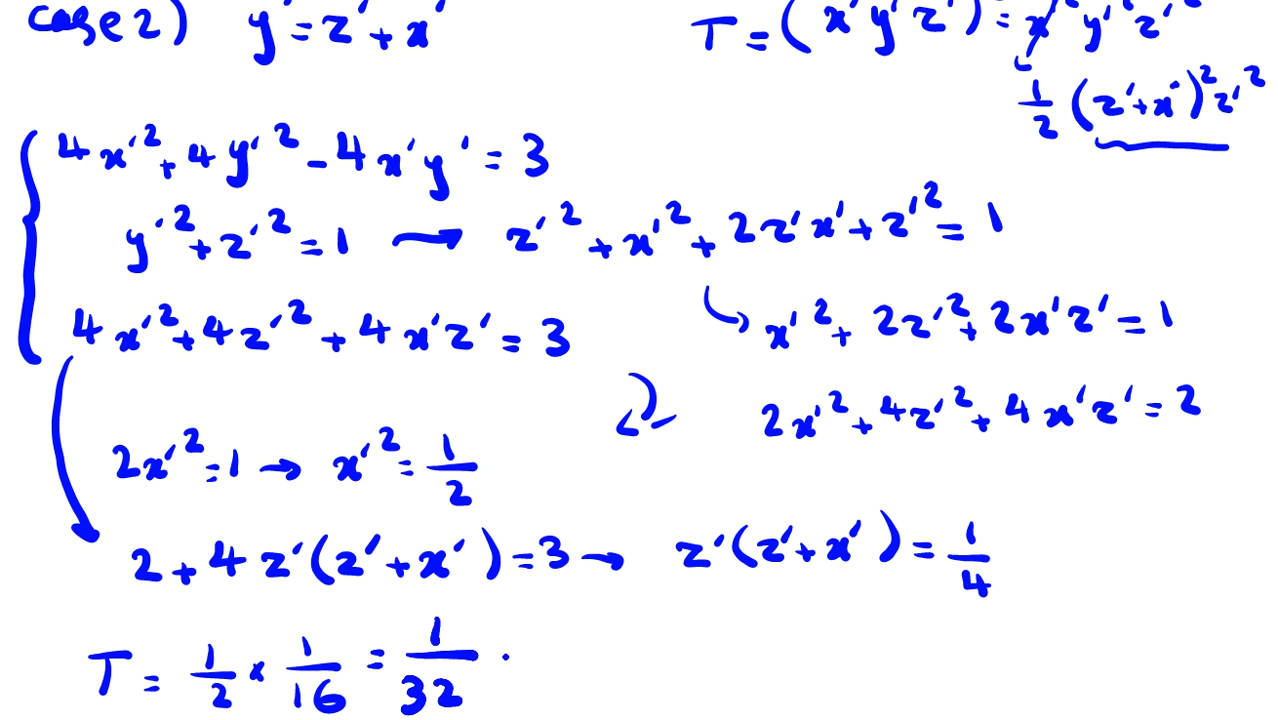 case 2) y' = z' + x'
T = (x'y'z')² = x'² y'² z'²
1/2 (z'+x')² z'²
4x'² + 4y'² - 4x'y' = 3
y'² + z'² = 1 → z'² + x'² + 2z'x' + z'² = 1
4x'² + 4z'² + 4x'z' = 3
x'² + 2z'² + 2x'z' = 1
2x'² + 4z'² + 4x'z' = 2
2x'² = 1 → x'² = 1/2
2 + 4z'(z'+x') = 3 → z'(z'+x') = 1/4
T = 1/2 × 1/16 = 1/32 .